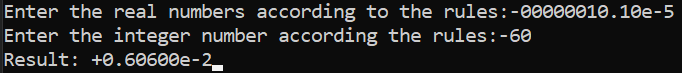 Enter the real numbers according to the rules:-00000010.10e-5
Enter the integer number according the rules:-60
Result: +0.60600e-2